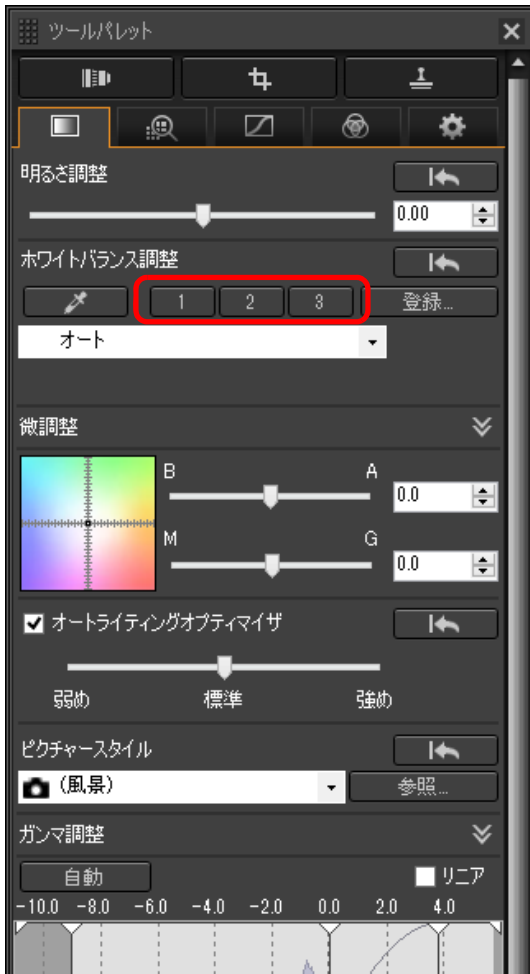 ツールパレット
明るさ調整
0.00
ホワイトバランス調整
1 2 3 登録...
オート
微調整
B A
0.0
M G
0.0
オートライティングオプティマイザ
弱め 標準 強め
ピクチャースタイル
(風景) 参照...
ガンマ調整
自動 リニア
-10.0 -8.0 -6.0 -4.0 -2.0 0.0 2.0 4.0